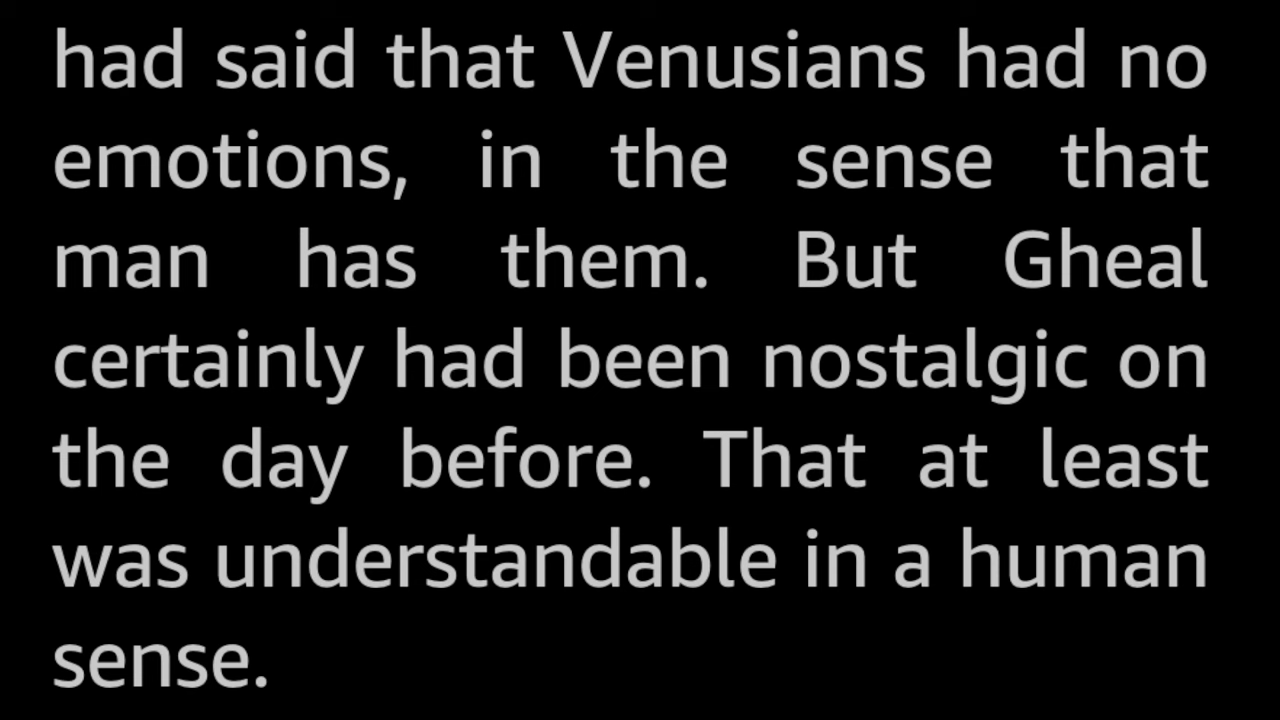 had said that Venusians had no
emotions, in the sense that
man has them. But Gheal
certainly had been nostalgic on
the day before. That at least
was understandable in a human
sense.